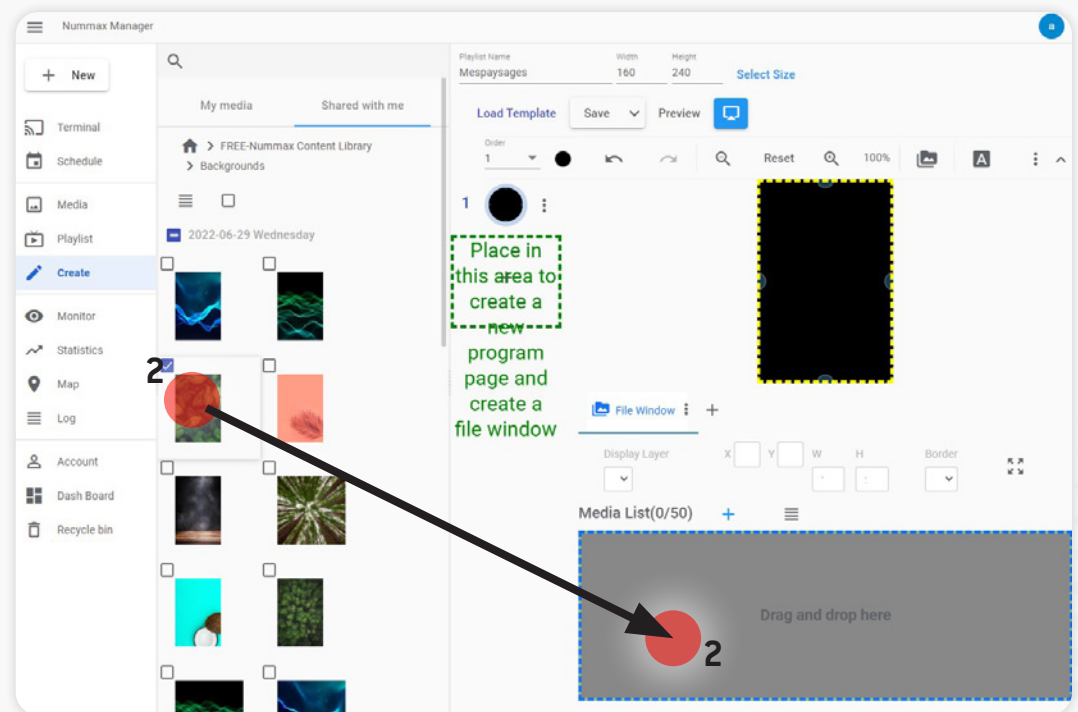 Nummax Manager
a
+ New
Terminal
Schedule
Media
Playlist
Create
Monitor
Statistics
Map
Log
Account
Dash Board
Recycle bin
My media
Shared with me
> FREE-Nummax Content Library
> Backgrounds
2022-06-29 Wednesday
2
Playlist Name
Width
Height
Mespaysages
160
240
Select Size
Load Template
Save
Preview
Order
1
Reset
100%
A
1
Place in
this area to
create a
new
program
page and
create a
file window
File Window
+
Display Layer
X
Y
W
H
Border
Media List(0/50)
+
Drag and drop here
2